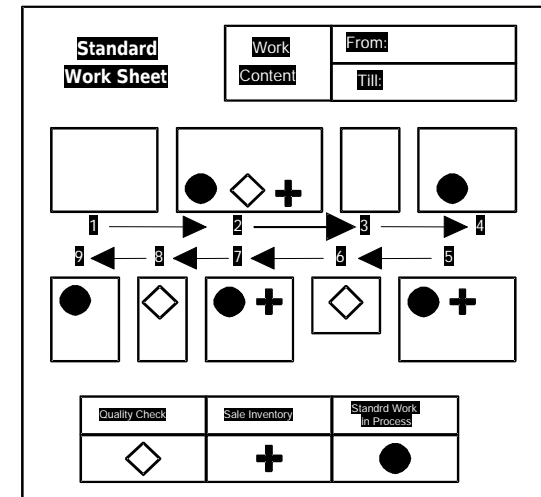 Standard
Work Sheet
Work
Content
From:
Till:
1 2 3 4
9 8 7 6 5
Quality Check
Sale Inventory
Standrd Work
In Process